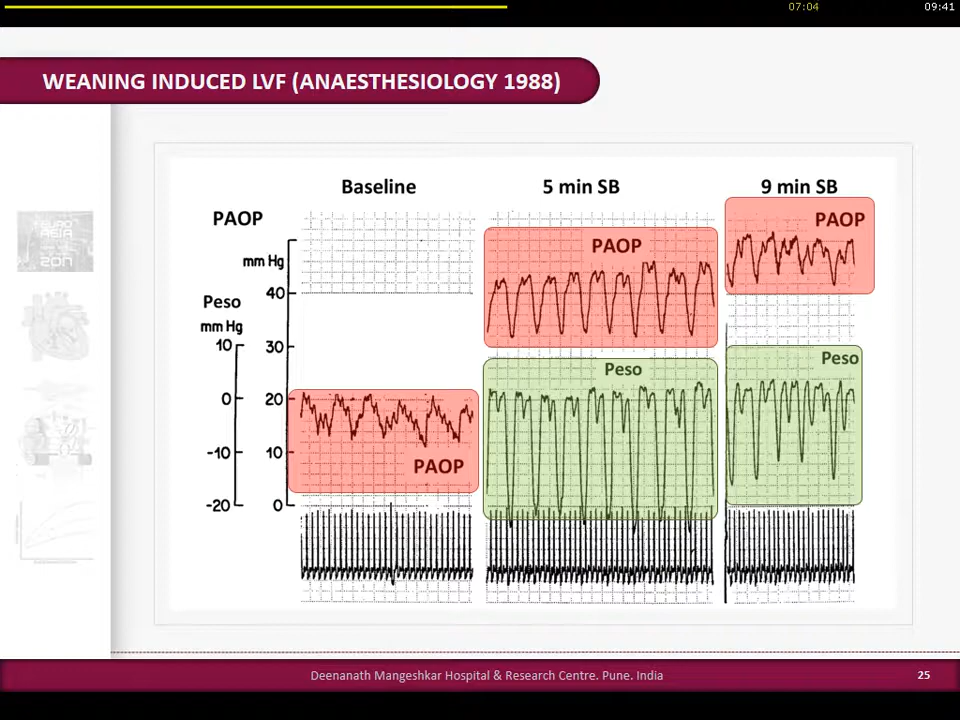 07:04
09:41
WEANING INDUCED LVF (ANAESTHESIOLOGY 1988)
Baseline
5 min SB
9 min SB
PAOP
PAOP
PAOP
mm Hg
Peso
mm Hg
40
10
30
Peso
Peso
0
20
-10
10
PAOP
-20
0
2011
Deenanath Mangeshkar Hospital & Research Centre. Pune. India
25